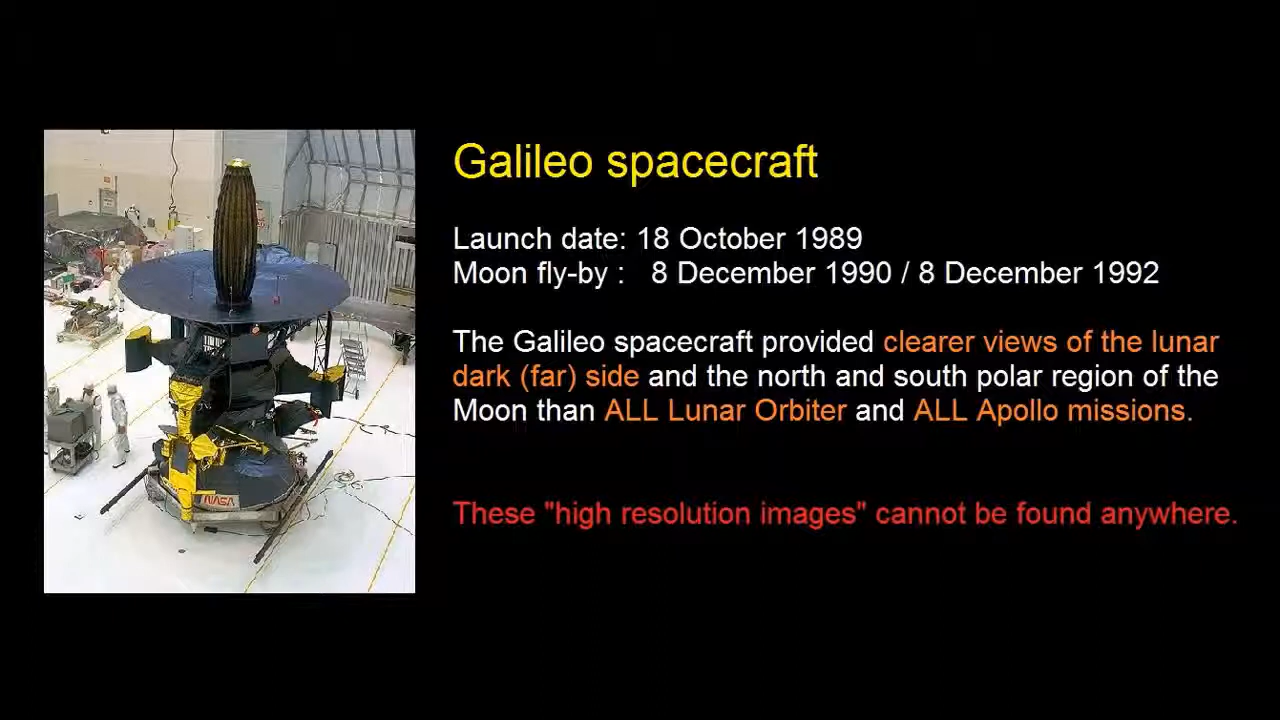 Galileo spacecraft
Launch date: 18 October 1989
Moon fly-by : 8 December 1990 / 8 December 1992
The Galileo spacecraft provided clearer views of the lunar
dark (far) side and the north and south polar region of the
Moon than ALL Lunar Orbiter and ALL Apollo missions.
These "high resolution images" cannot be found anywhere.
NASA